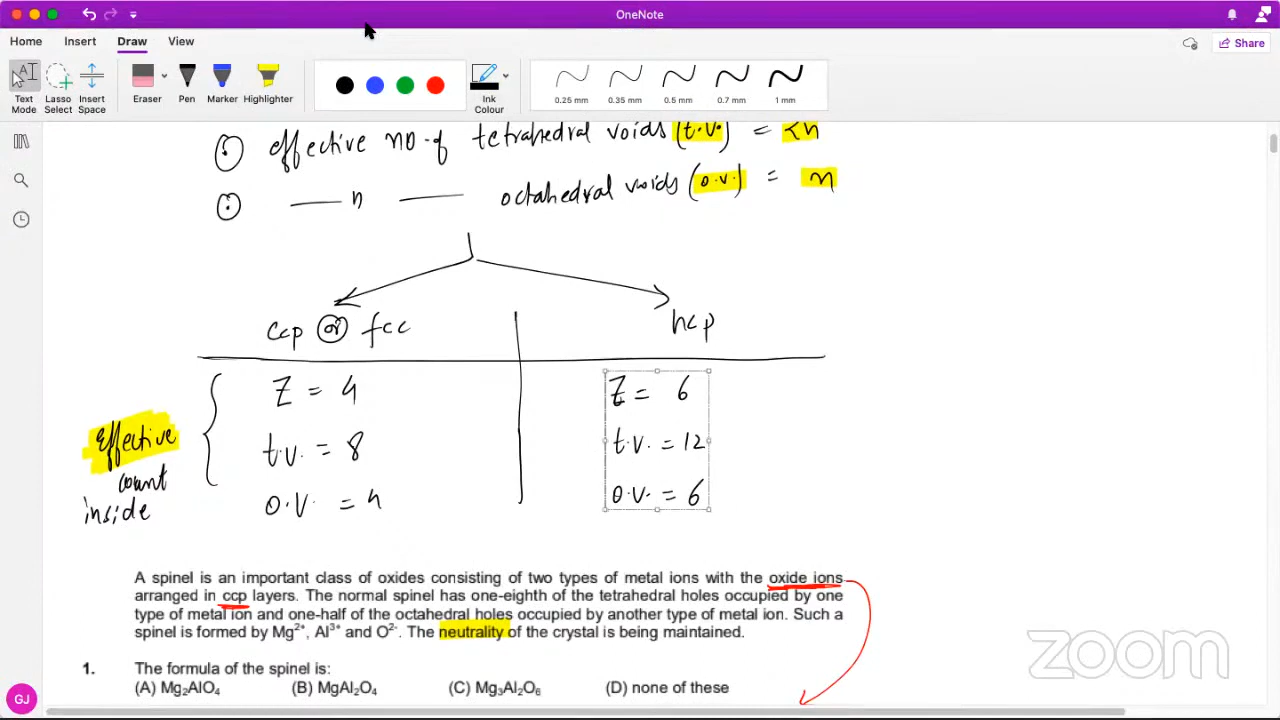 OneNote
Home Insert Draw View
Share
Text Mode Lasso Select Insert Space Eraser Pen Marker Highlighter Ink Colour 0.25 mm 0.35 mm 0.5 mm 0.7 mm 1 mm
⊙ effective no. of tetrahedral voids (t.v.) = 2n
⊙ —— n —— octahedral voids (o.v.) = n
ccp or fcc hcp
Z = 4 Z = 6
t.v. = 8 t.v. = 12
o.v. = 4 o.v. = 6
Effective
count
inside
A spinel is an important class of oxides consisting of two types of metal ions with the oxide ions
arranged in ccp layers. The normal spinel has one-eighth of the tetrahedral holes occupied by one
type of metal ion and one-half of the octahedral holes occupied by another type of metal ion. Such a
spinel is formed by Mg²⁺, Al³⁺ and O²⁻. The neutrality of the crystal is being maintained.
1. The formula of the spinel is:
(A) Mg₂AlO₄ (B) MgAl₂O₄ (C) Mg₃Al₂O₆ (D) none of these
zoom
GJ